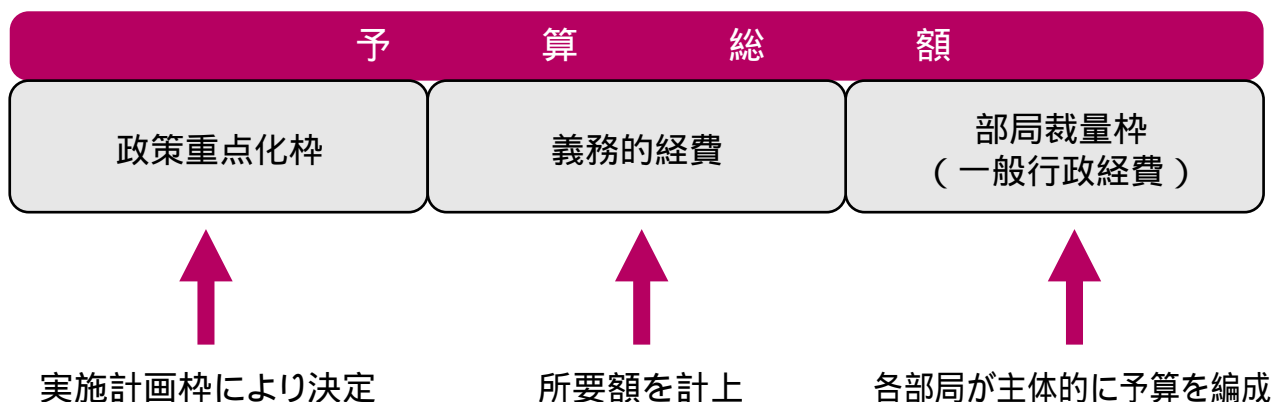 予算総額
政策重点化枠
義務的経費
部局裁量枠
(一般行政経費)
実施計画枠により決定
所要額を計上
各部局が主体的に予算を編成